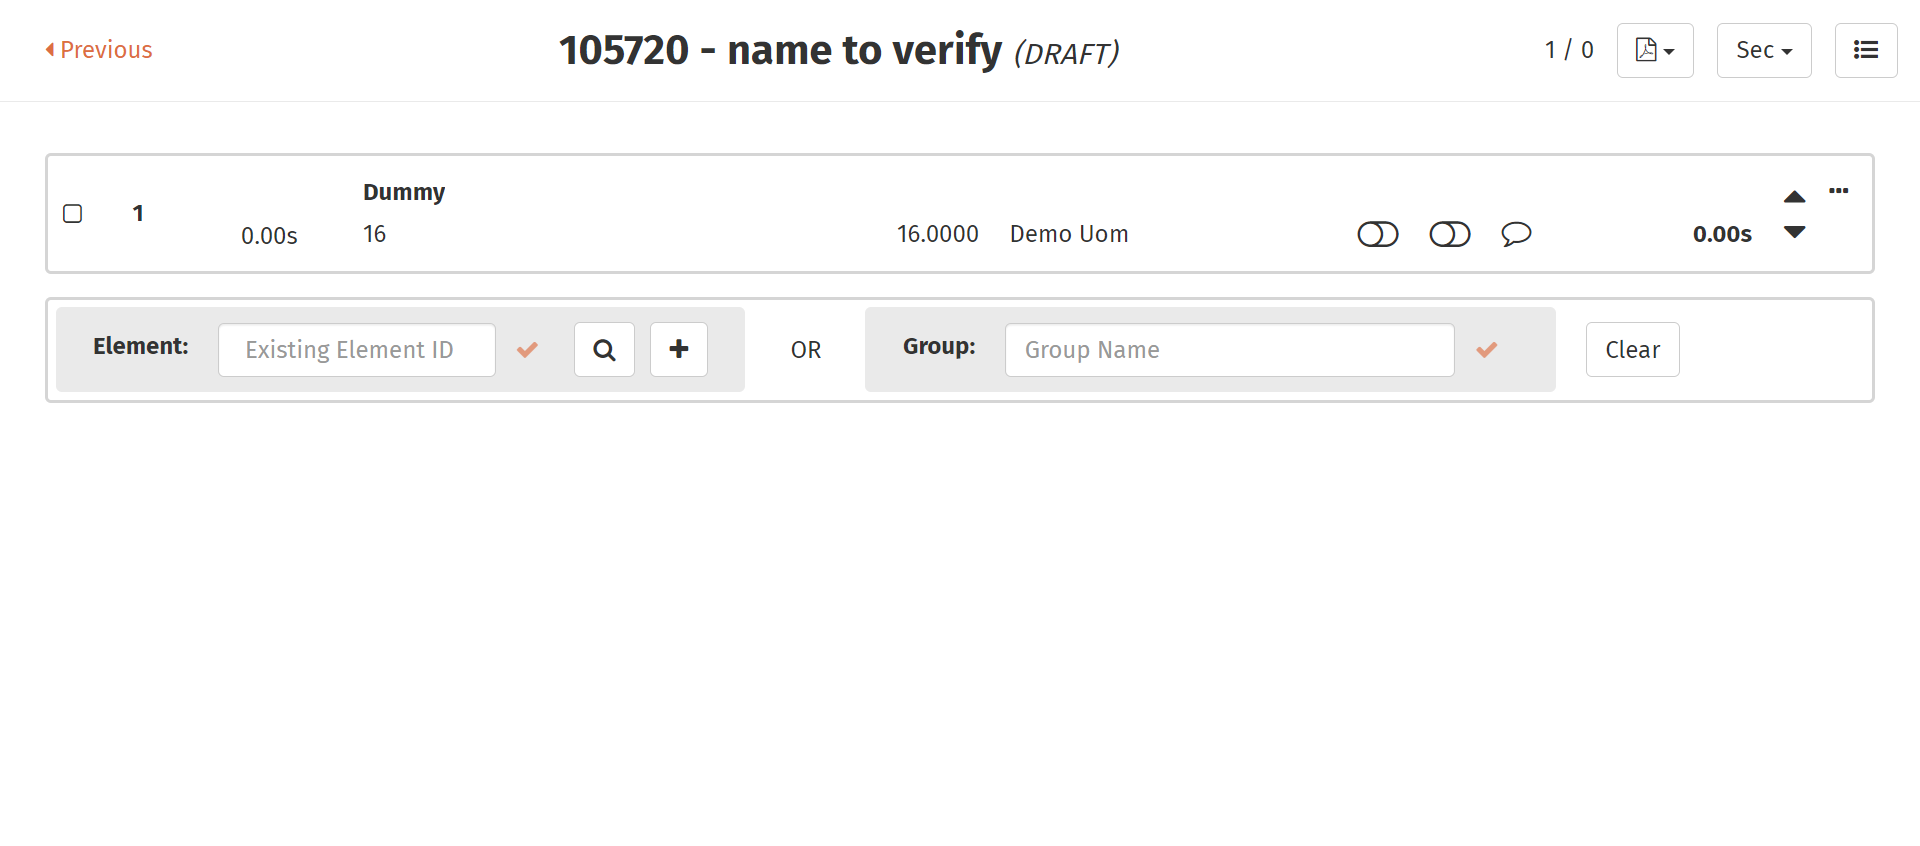 Previous
105720 - name to verify (DRAFT)
1 / 0
Sec
1
0.00s
Dummy
16
16.0000
Demo Uom
0.00s
Element:
Existing Element ID
OR
Group:
Group Name
Clear